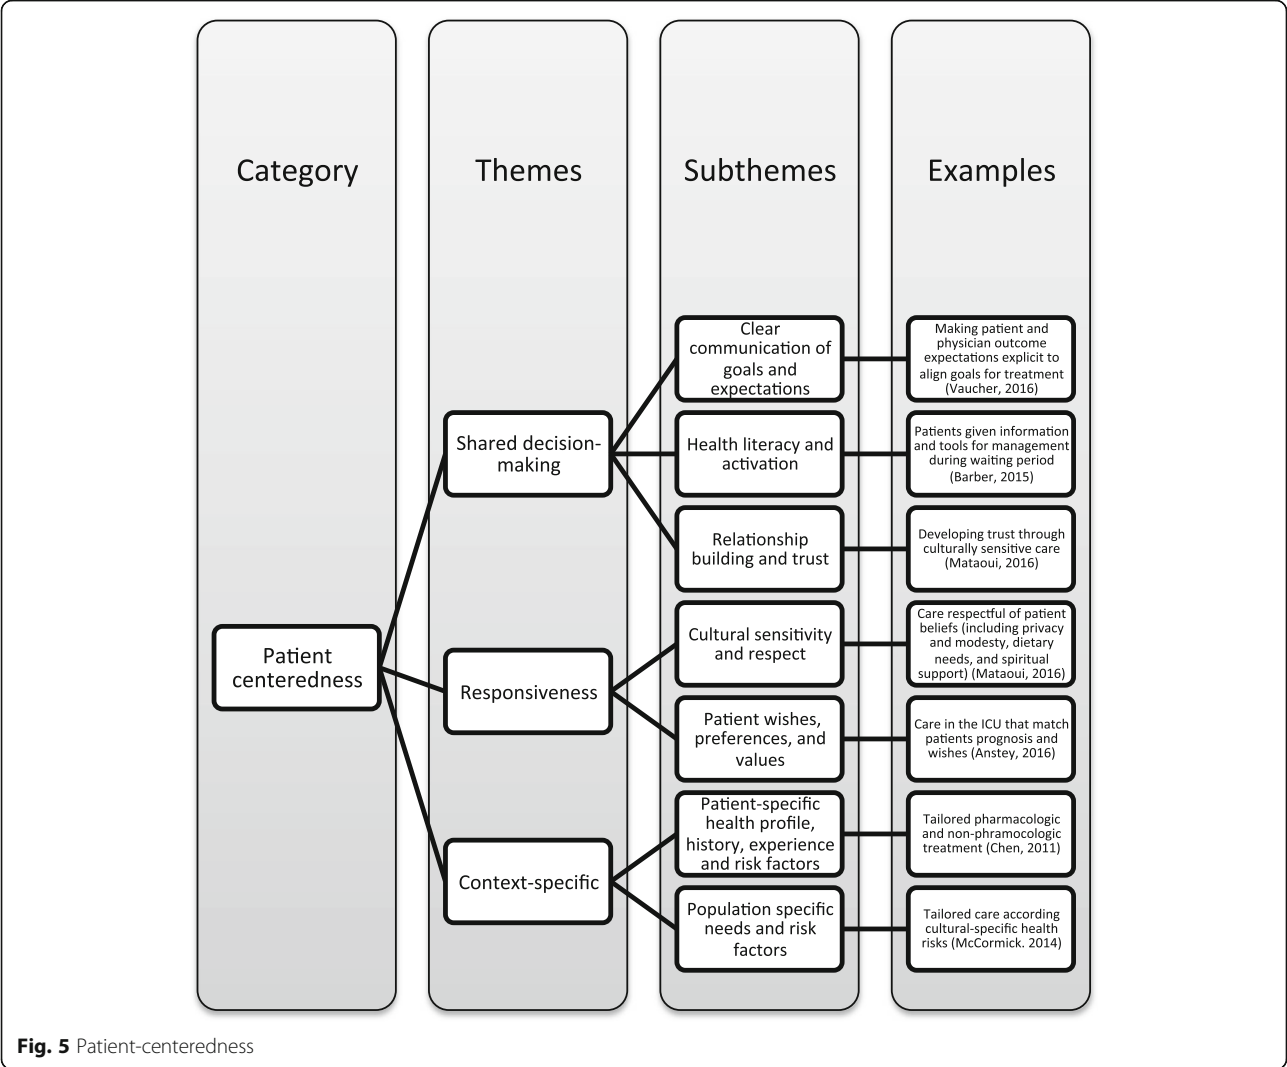 Category
Themes
Subthemes
Examples
Patient
centeredness
Shared decision-
making
Responsiveness
Context-specific
Clear
communication of
goals and
expectations
Health literacy and
activation
Relationship
building and trust
Cultural sensitivity
and respect
Patient wishes,
preferences, and
values
Patient-specific
health profile,
history, experience
and risk factors
Population specific
needs and risk
factors
Making patient and
physician outcome
expectations explicit to
align goals for treatment
(Vaucher, 2016)
Patients given information
and tools for management
during waiting period
(Barber, 2015)
Developing trust through
culturally sensitive care
(Mataoui, 2016)
Care respectful of patient
beliefs (including privacy
and modesty, dietary
needs, and spiritual
support) (Mataoui, 2016)
Care in the ICU that match
patients prognosis and
wishes (Anstey, 2016)
Tailored pharmacologic
and non-phramocologic
treatment (Chen, 2011)
Tailored care according
cultural-specific health
risks (McCormick. 2014)
Fig. 5 Patient-centeredness